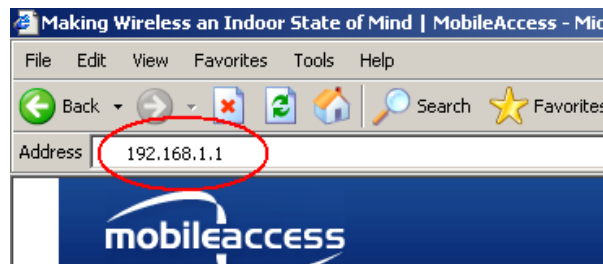 Making Wireless an Indoor State of Mind | MobileAccess - Mic
File Edit View Favorites Tools Help
Back Search Favorites
Address 192.168.1.1
mobileaccess